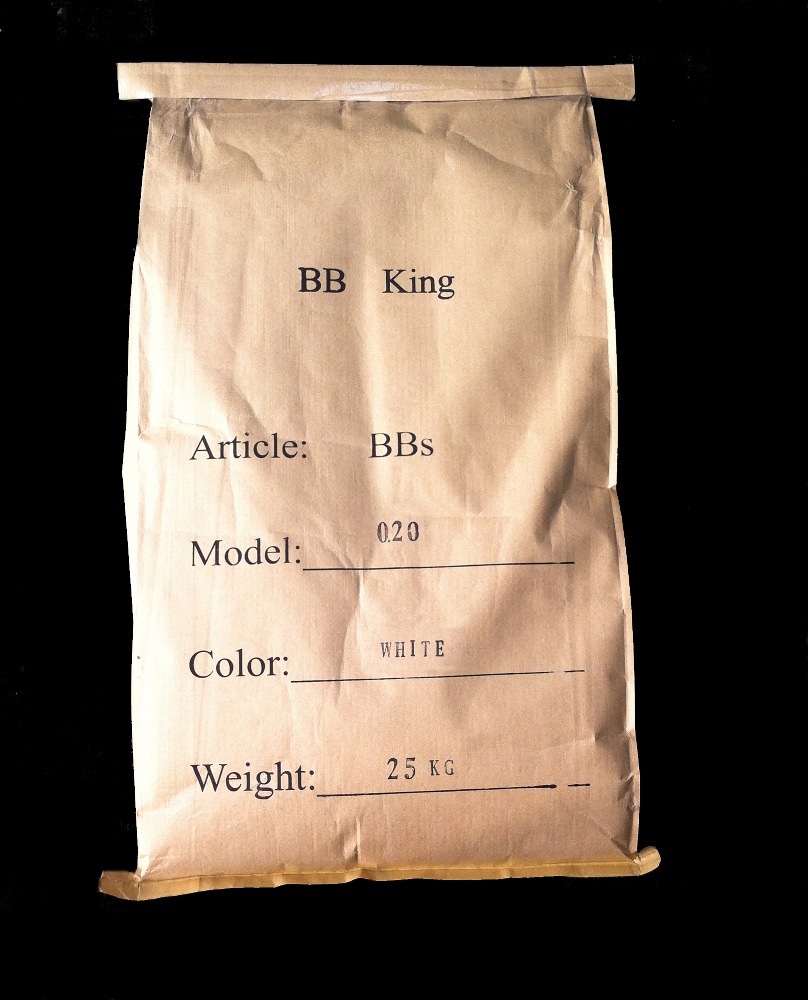 BB King
Article: BBs
Model: 0.20
Color: WHITE
Weight: 25 KG